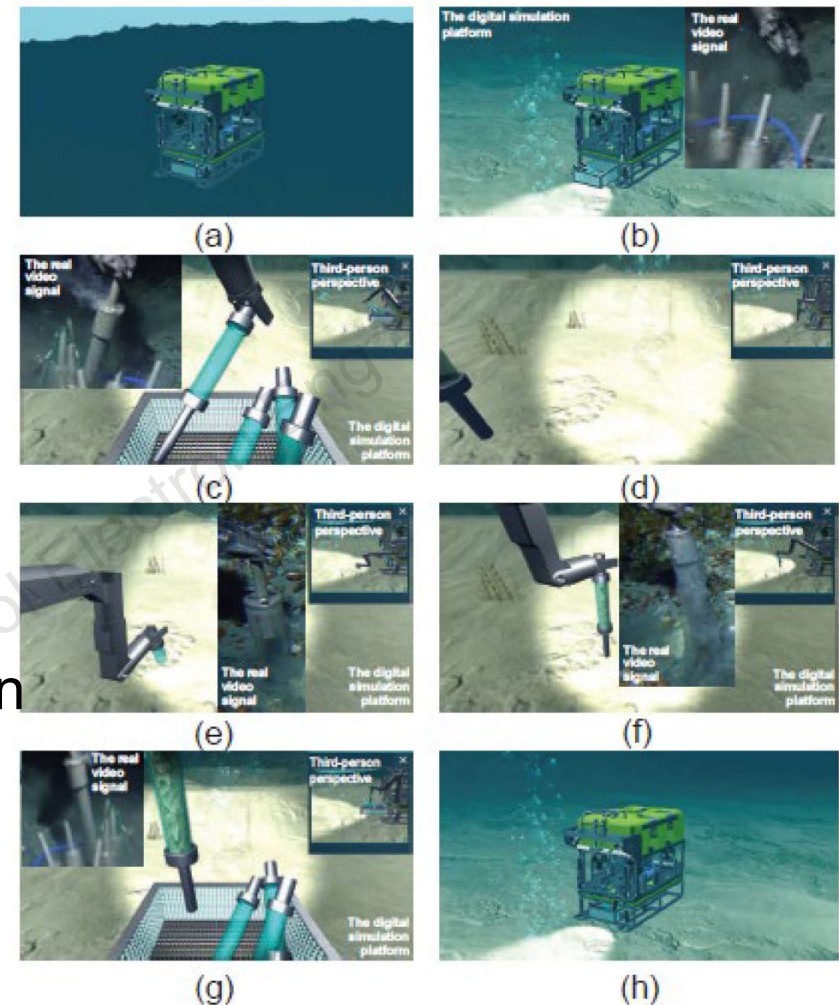 The digital simulation
platform
The real
video
signal
(a)
(b)
The real
video
signal
Third-person
perspective
The digital
simulation
platform
Third-person
perspective
(c)
(d)
Third-person
perspective
The real
video
signal
The digital
simulation
platform
Third-person
perspective
The real
video
signal
The digital
simulation
platform
n
(e)
(f)
The real
video
signal
Third-person
perspective
The digital
simulation
platform
(g)
(h)